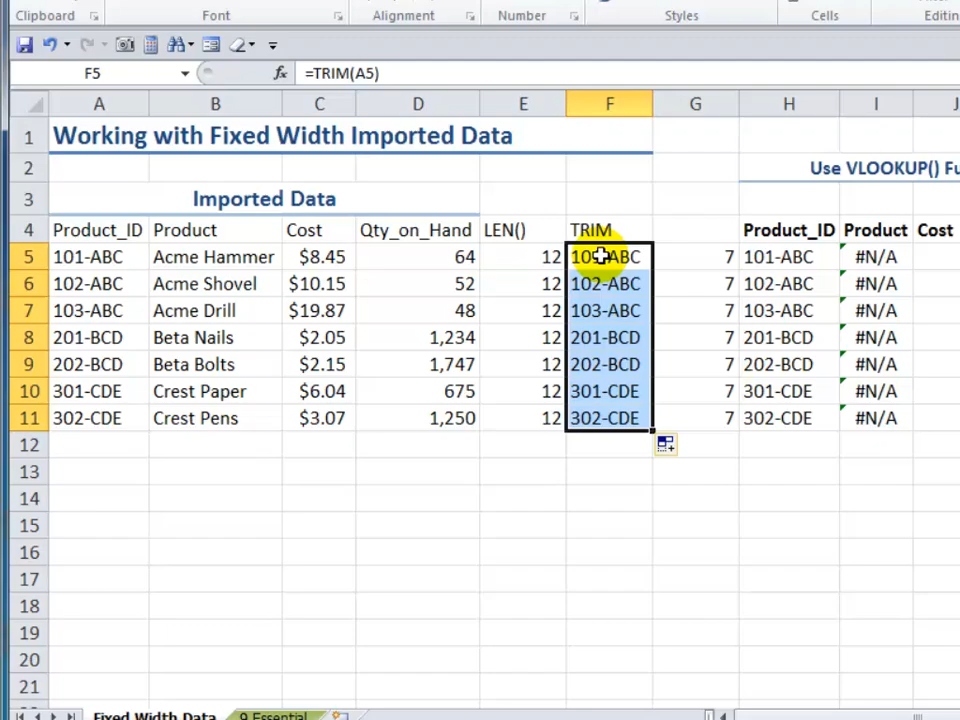 Clipboard Font Alignment Number Styles Cells Editin
F5 fx =TRIM(A5)
A B C D E F G H I J
1 Working with Fixed Width Imported Data
2 Use VLOOKUP() Fu
3 Imported Data
4 Product_ID Product Cost Qty_on_Hand LEN() TRIM Product_ID Product Cost
5 101-ABC Acme Hammer $8.45 64 12 101-ABC 7 101-ABC #N/A
6 102-ABC Acme Shovel $10.15 52 12 102-ABC 7 102-ABC #N/A
7 103-ABC Acme Drill $19.87 48 12 103-ABC 7 103-ABC #N/A
8 201-BCD Beta Nails $2.05 1,234 12 201-BCD 7 201-BCD #N/A
9 202-BCD Beta Bolts $2.15 1,747 12 202-BCD 7 202-BCD #N/A
10 301-CDE Crest Paper $6.04 675 12 301-CDE 7 301-CDE #N/A
11 302-CDE Crest Pens $3.07 1,250 12 302-CDE 7 302-CDE #N/A
12
13
14
15
16
17
18
19
20
21
Fixed Width Data 9 Essential